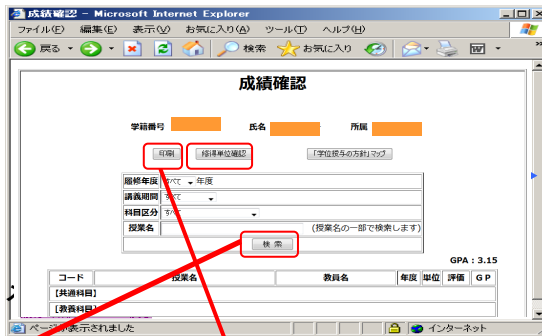 成績確認 - Microsoft Internet Explorer
ファイル(F) 編集(E) 表示(V) お気に入り(A) ツール(T) ヘルプ(H)
戻る 検索 お気に入り
成績確認
学籍番号 氏名 所属
印刷 修得単位確認 「学位授与の方針」マップ
履修年度 すべて 年度
講義期間 すべて
科目区分 すべて
授業名 (授業名の一部で検索します)
検 索
GPA : 3.15
コード 授業名 教員名 年度 単位 評価 G P
【共通科目】
【教養科目】
ページが表示されました インターネット